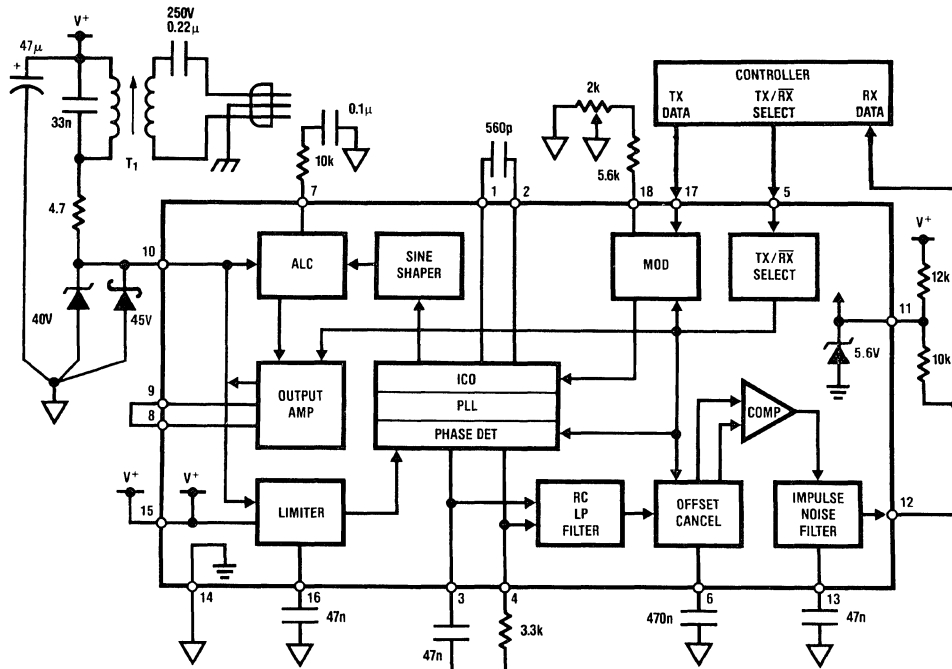 V+
47μ
+
33n
T1
250V
0.22μ
4.7
40V
45V
0.1μ
10k
560p
2k
5.6k
CONTROLLER
TX DATA
TX/R̅X̅ SELECT
RX DATA
7
1
2
18
17
5
10
ALC
SINE SHAPER
MOD
TX/R̅X̅ SELECT
V+
12k
11
10k
5.6V
9
8
OUTPUT AMP
ICO
PLL
PHASE DET
COMP
V+
V+
15
LIMITER
RC LP FILTER
OFFSET CANCEL
IMPULSE NOISE FILTER
12
14
16
3
4
6
13
47n
47n
3.3k
470n
47n